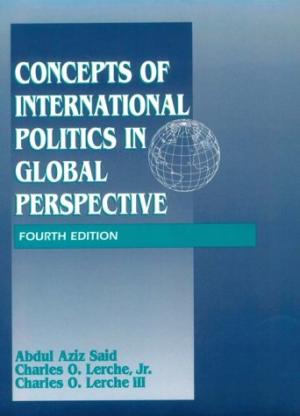 CONCEPTS OF
INTERNATIONAL
POLITICS IN
GLOBAL
PERSPECTIVE
FOURTH EDITION
Abdul Aziz Said
Charles O. Lerche, Jr.
Charles O. Lerche III